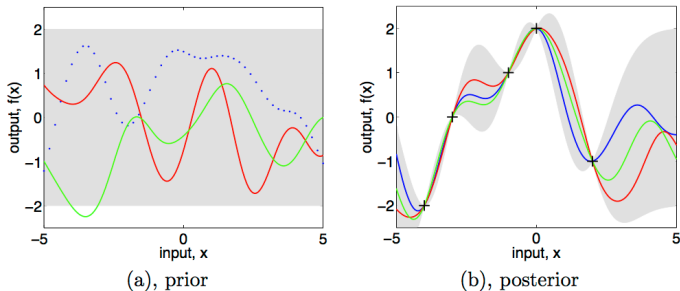 2
1
0
−1
−2
output, f(x)
−5
0
5
input, x
(a), prior
2
1
0
−1
−2
output, f(x)
−5
0
5
input, x
(b), posterior